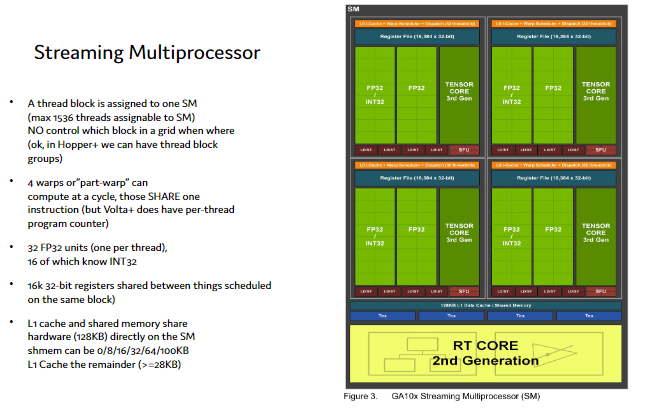 Streaming Multiprocessor
• A thread block is assigned to one SM
(max 1536 threads assignable to SM)
NO control which block in a grid when where
(ok, in Hopper+ we can have thread block
groups)
• 4 warps or"part-warp" can
compute at a cycle, those SHARE one
instruction (but Volta+ does have per-thread
program counter)
• 32 FP32 units (one per thread),
16 of which know INT32
• 16k 32-bit registers shared between things scheduled
on the same block)
• L1 cache and shared memory share
hardware (128KB) directly on the SM
shmem can be 0/8/16/32/64/100KB
L1 Cache the remainder (>=28KB)
SM
L0 i-Cache + Warp Scheduler + Dispatch (32 thread/clk)
L0 i-Cache + Warp Scheduler + Dispatch (32 thread/clk)
Register File (16,384 x 32-bit)
Register File (16,384 x 32-bit)
FP32
/
INT32
FP32
TENSOR
CORE
3rd Gen
FP32
/
INT32
FP32
TENSOR
CORE
3rd Gen
LD/ST LD/ST LD/ST LD/ST SFU
LD/ST LD/ST LD/ST LD/ST SFU
L0 i-Cache + Warp Scheduler + Dispatch (32 thread/clk)
L0 i-Cache + Warp Scheduler + Dispatch (32 thread/clk)
Register File (16,384 x 32-bit)
Register File (16,384 x 32-bit)
FP32
/
INT32
FP32
TENSOR
CORE
3rd Gen
FP32
/
INT32
FP32
TENSOR
CORE
3rd Gen
LD/ST LD/ST LD/ST LD/ST SFU
LD/ST LD/ST LD/ST LD/ST SFU
128KB L1 Data Cache / Shared Memory
Tex Tex Tex Tex
RT CORE
2nd Generation
Figure 3. GA10x Streaming Multiprocessor (SM)